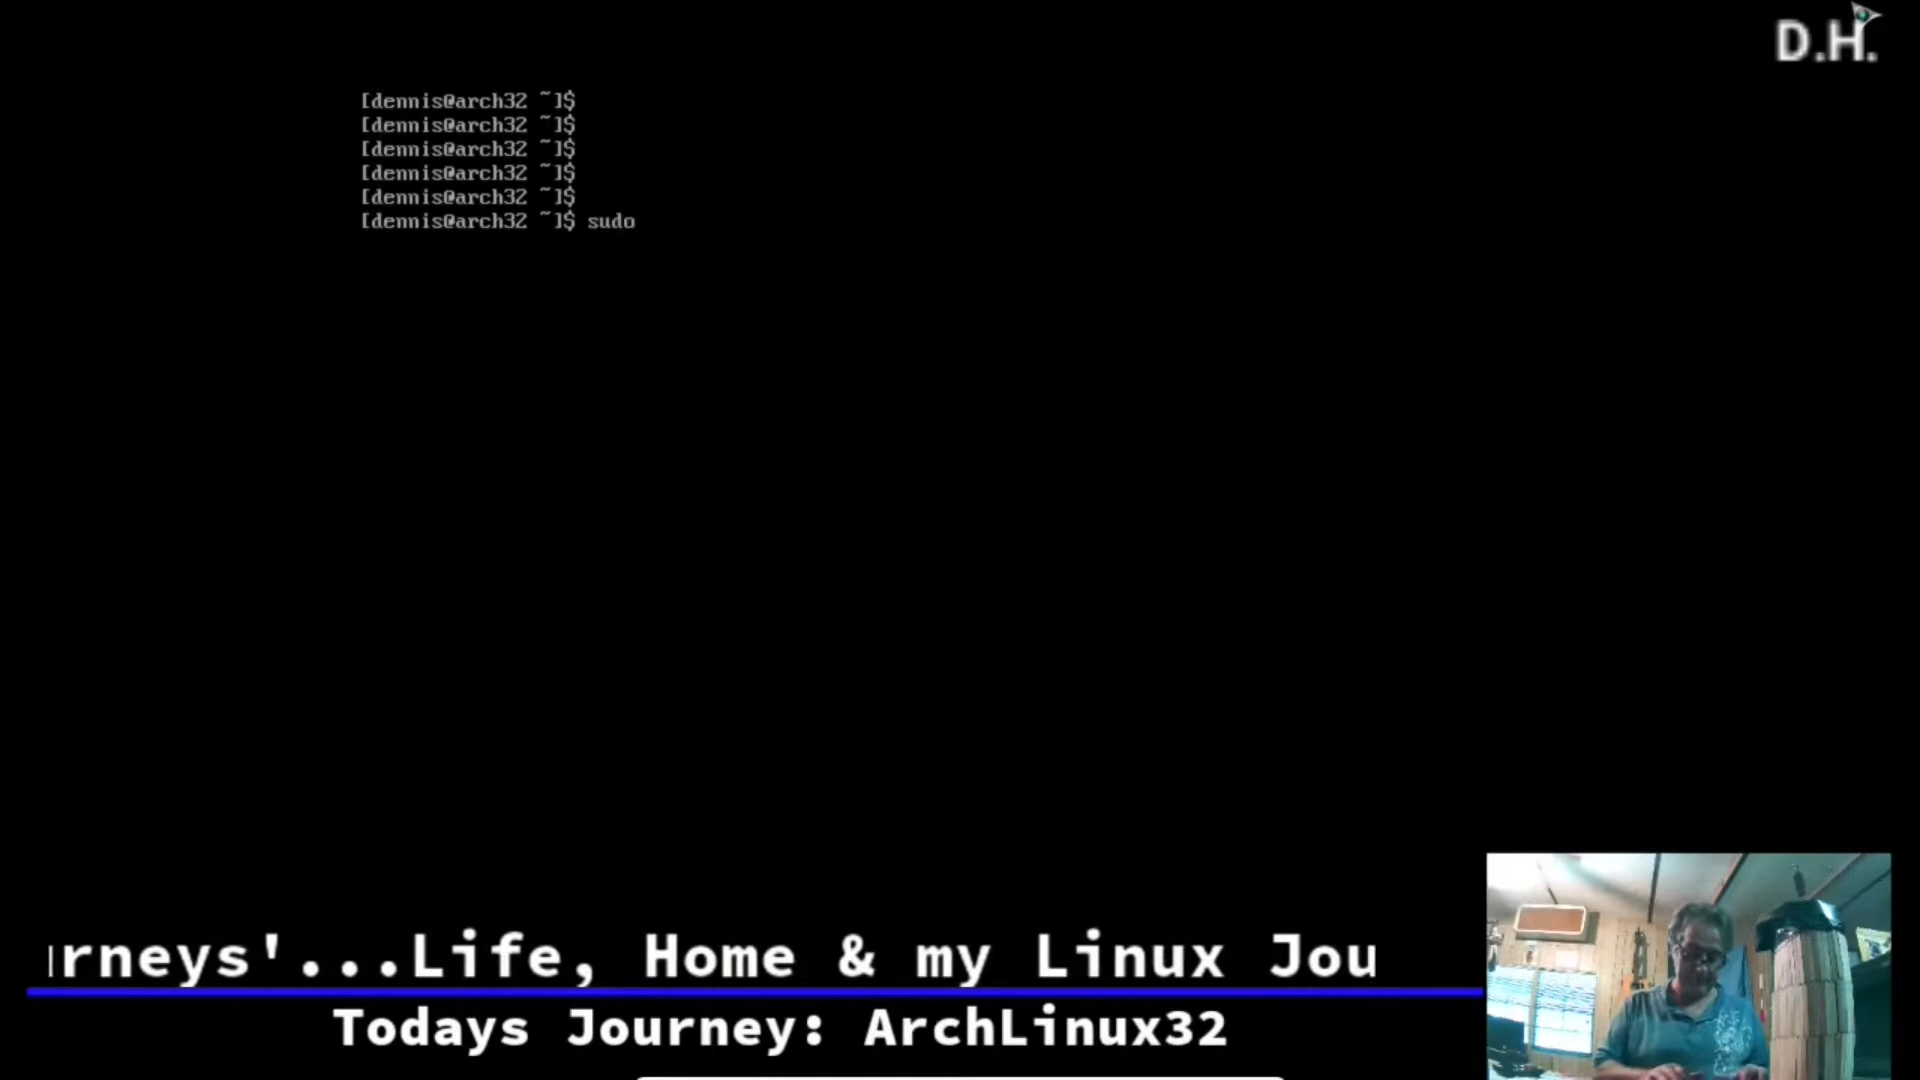 D.H.
[dennis@arch32 ~]$
[dennis@arch32 ~]$
[dennis@arch32 ~]$
[dennis@arch32 ~]$
[dennis@arch32 ~]$
[dennis@arch32 ~]$ sudo
rneys'...Life, Home & my Linux Jou
Todays Journey: ArchLinux32